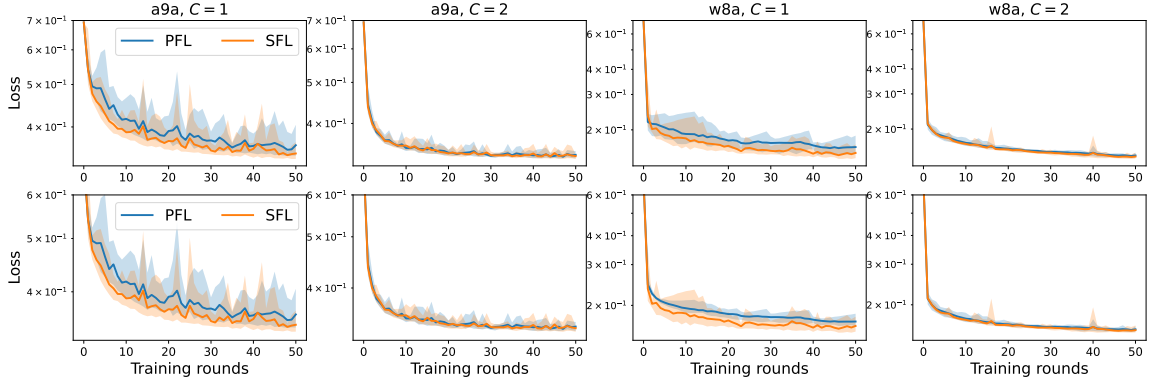 a9a, C = 1
a9a, C = 2
w8a, C = 1
w8a, C = 2
Loss
7 × 10⁻¹
6 × 10⁻¹
5 × 10⁻¹
4 × 10⁻¹
PFL SFL
0 10 20 30 40 50
7 × 10⁻¹
6 × 10⁻¹
5 × 10⁻¹
4 × 10⁻¹
0 10 20 30 40 50
6 × 10⁻¹
4 × 10⁻¹
3 × 10⁻¹
2 × 10⁻¹
0 10 20 30 40 50
6 × 10⁻¹
4 × 10⁻¹
3 × 10⁻¹
2 × 10⁻¹
0 10 20 30 40 50
Loss
6 × 10⁻¹
5 × 10⁻¹
4 × 10⁻¹
PFL SFL
0 10 20 30 40 50
Training rounds
6 × 10⁻¹
5 × 10⁻¹
4 × 10⁻¹
0 10 20 30 40 50
Training rounds
6 × 10⁻¹
4 × 10⁻¹
3 × 10⁻¹
2 × 10⁻¹
0 10 20 30 40 50
Training rounds
6 × 10⁻¹
4 × 10⁻¹
3 × 10⁻¹
2 × 10⁻¹
0 10 20 30 40 50
Training rounds